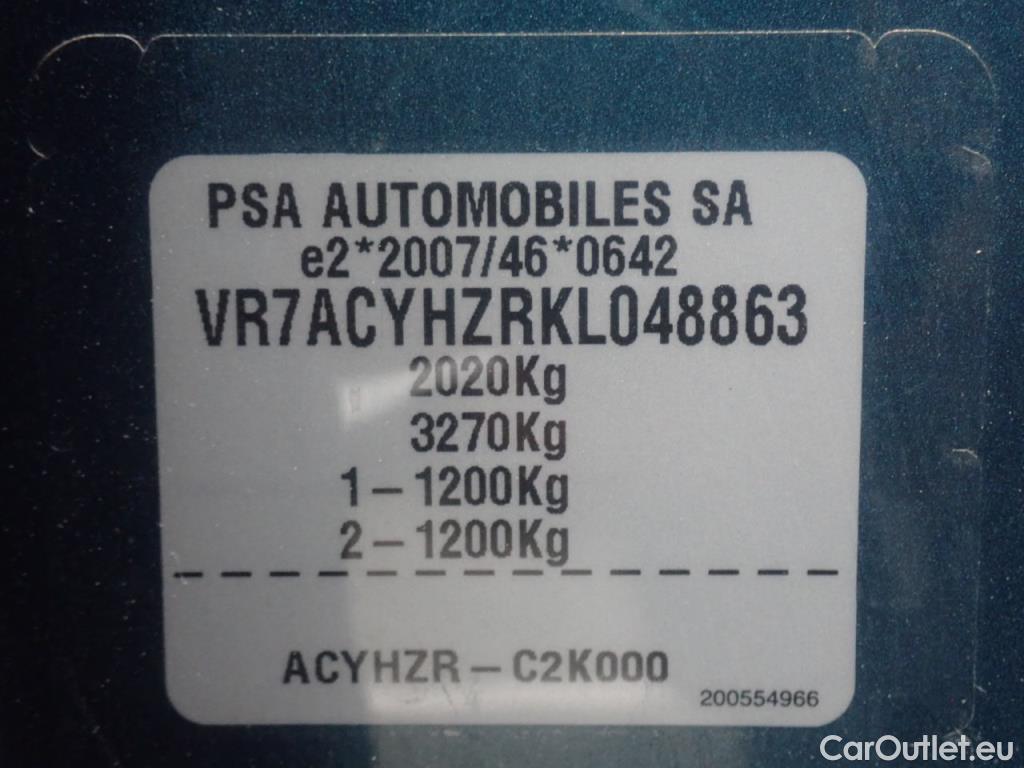 PSA AUTOMOBILES SA
e2*2007/46*0642
VR7ACYHZRKL048863
2020Kg
3270Kg
1-1200Kg
2-1200Kg
ACYHZR-C2K000
200554966
CarOutlet.eu